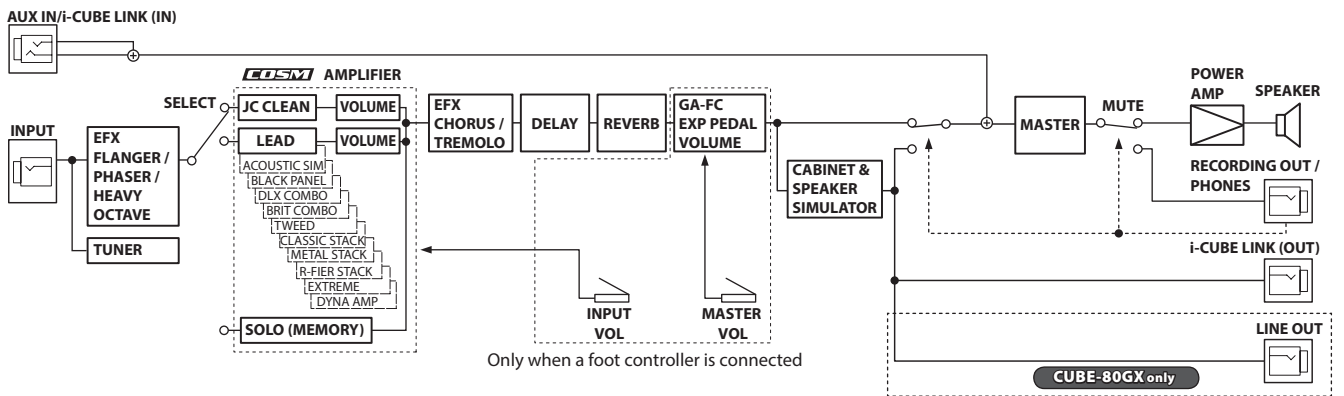 AUX IN/i-CUBE LINK (IN)
COSM AMPLIFIER
SELECT
JC CLEAN
VOLUME
LEAD
VOLUME
ACOUSTIC SIM
BLACK PANEL
DLX COMBO
BRIT COMBO
TWEED
CLASSIC STACK
METAL STACK
R-FIER STACK
EXTREME
DYNA AMP
SOLO (MEMORY)
INPUT
EFX
FLANGER /
PHASER /
HEAVY
OCTAVE
TUNER
EFX
CHORUS /
TREMOLO
DELAY
REVERB
GA-FC
EXP PEDAL
VOLUME
INPUT
VOL
MASTER
VOL
Only when a foot controller is connected
CABINET &
SPEAKER
SIMULATOR
MASTER
MUTE
POWER
AMP
SPEAKER
RECORDING OUT /
PHONES
i-CUBE LINK (OUT)
LINE OUT
CUBE-80GX only